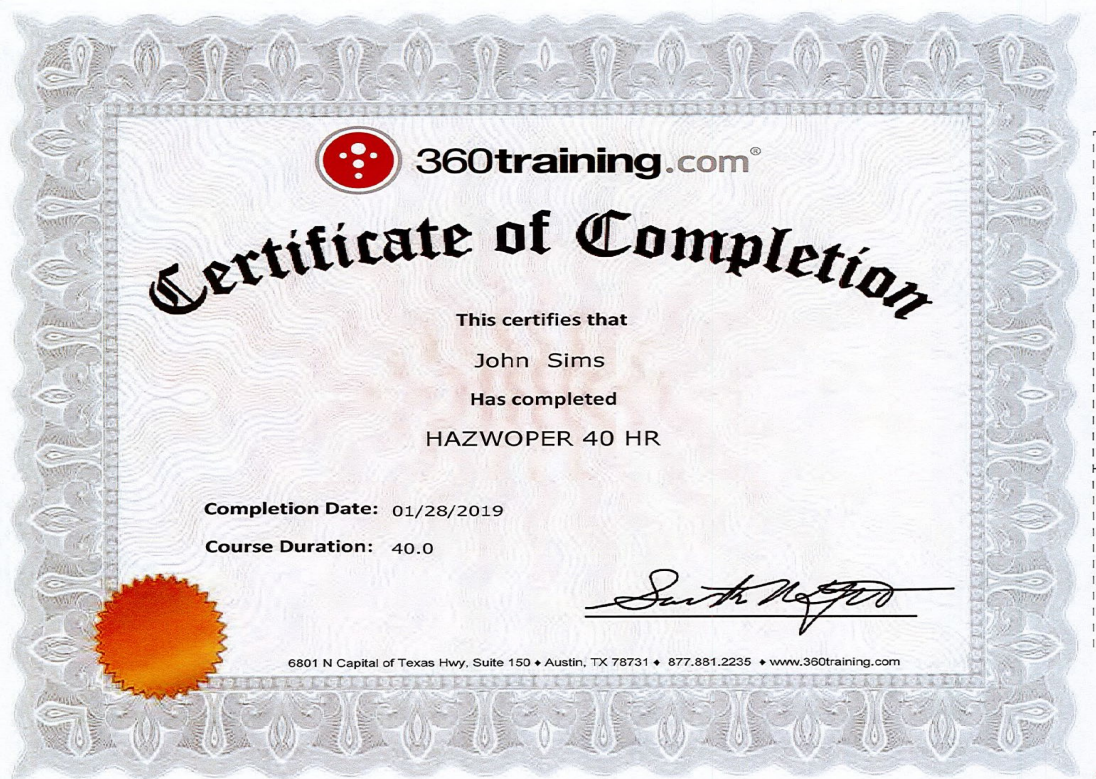 360training.com®
Certificate of Completion
This certifies that
John Sims
Has completed
HAZWOPER 40 HR
Completion Date: 01/28/2019
Course Duration: 40.0
6801 N Capital of Texas Hwy, Suite 150 ♦ Austin, TX 78731 ♦ 877.881.2235 ♦ www.360training.com